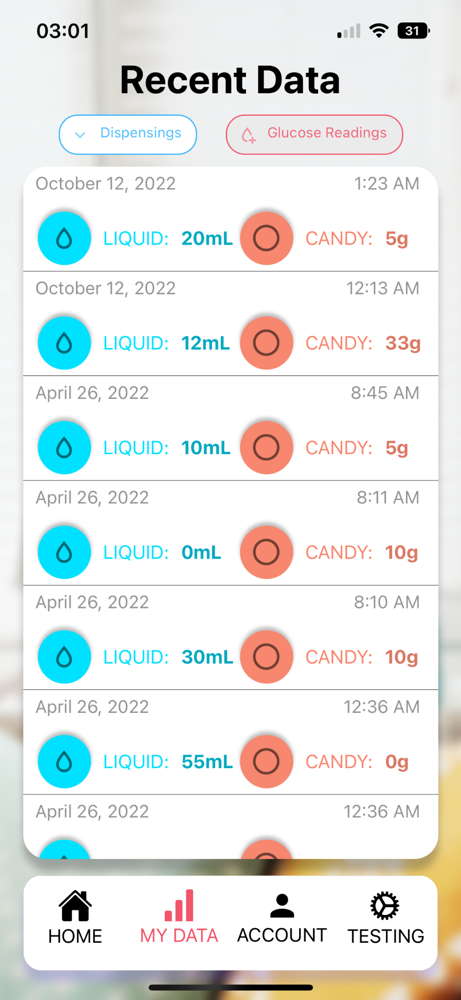 03:01 31
Recent Data
Dispensings Glucose Readings
October 12, 2022 1:23 AM
LIQUID: 20mL CANDY: 5g
October 12, 2022 12:13 AM
LIQUID: 12mL CANDY: 33g
April 26, 2022 8:45 AM
LIQUID: 10mL CANDY: 5g
April 26, 2022 8:11 AM
LIQUID: 0mL CANDY: 10g
April 26, 2022 8:10 AM
LIQUID: 30mL CANDY: 10g
April 26, 2022 12:36 AM
LIQUID: 55mL CANDY: 0g
April 26, 2022 12:36 AM
HOME MY DATA ACCOUNT TESTING